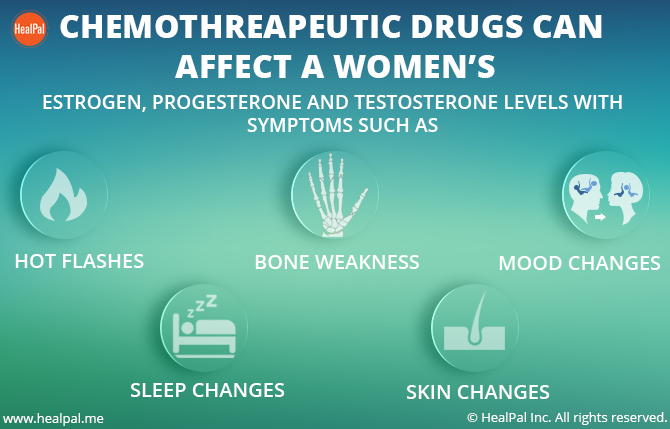 HealPal
CHEMOTHREAPEUTIC DRUGS CAN
AFFECT A WOMEN’S
ESTROGEN, PROGESTERONE AND TESTOSTERONE LEVELS WITH
SYMPTOMS SUCH AS
HOT FLASHES
BONE WEAKNESS
MOOD CHANGES
z z Z
SLEEP CHANGES
SKIN CHANGES
www.healpal.me
© HealPal Inc. All rights reserved.